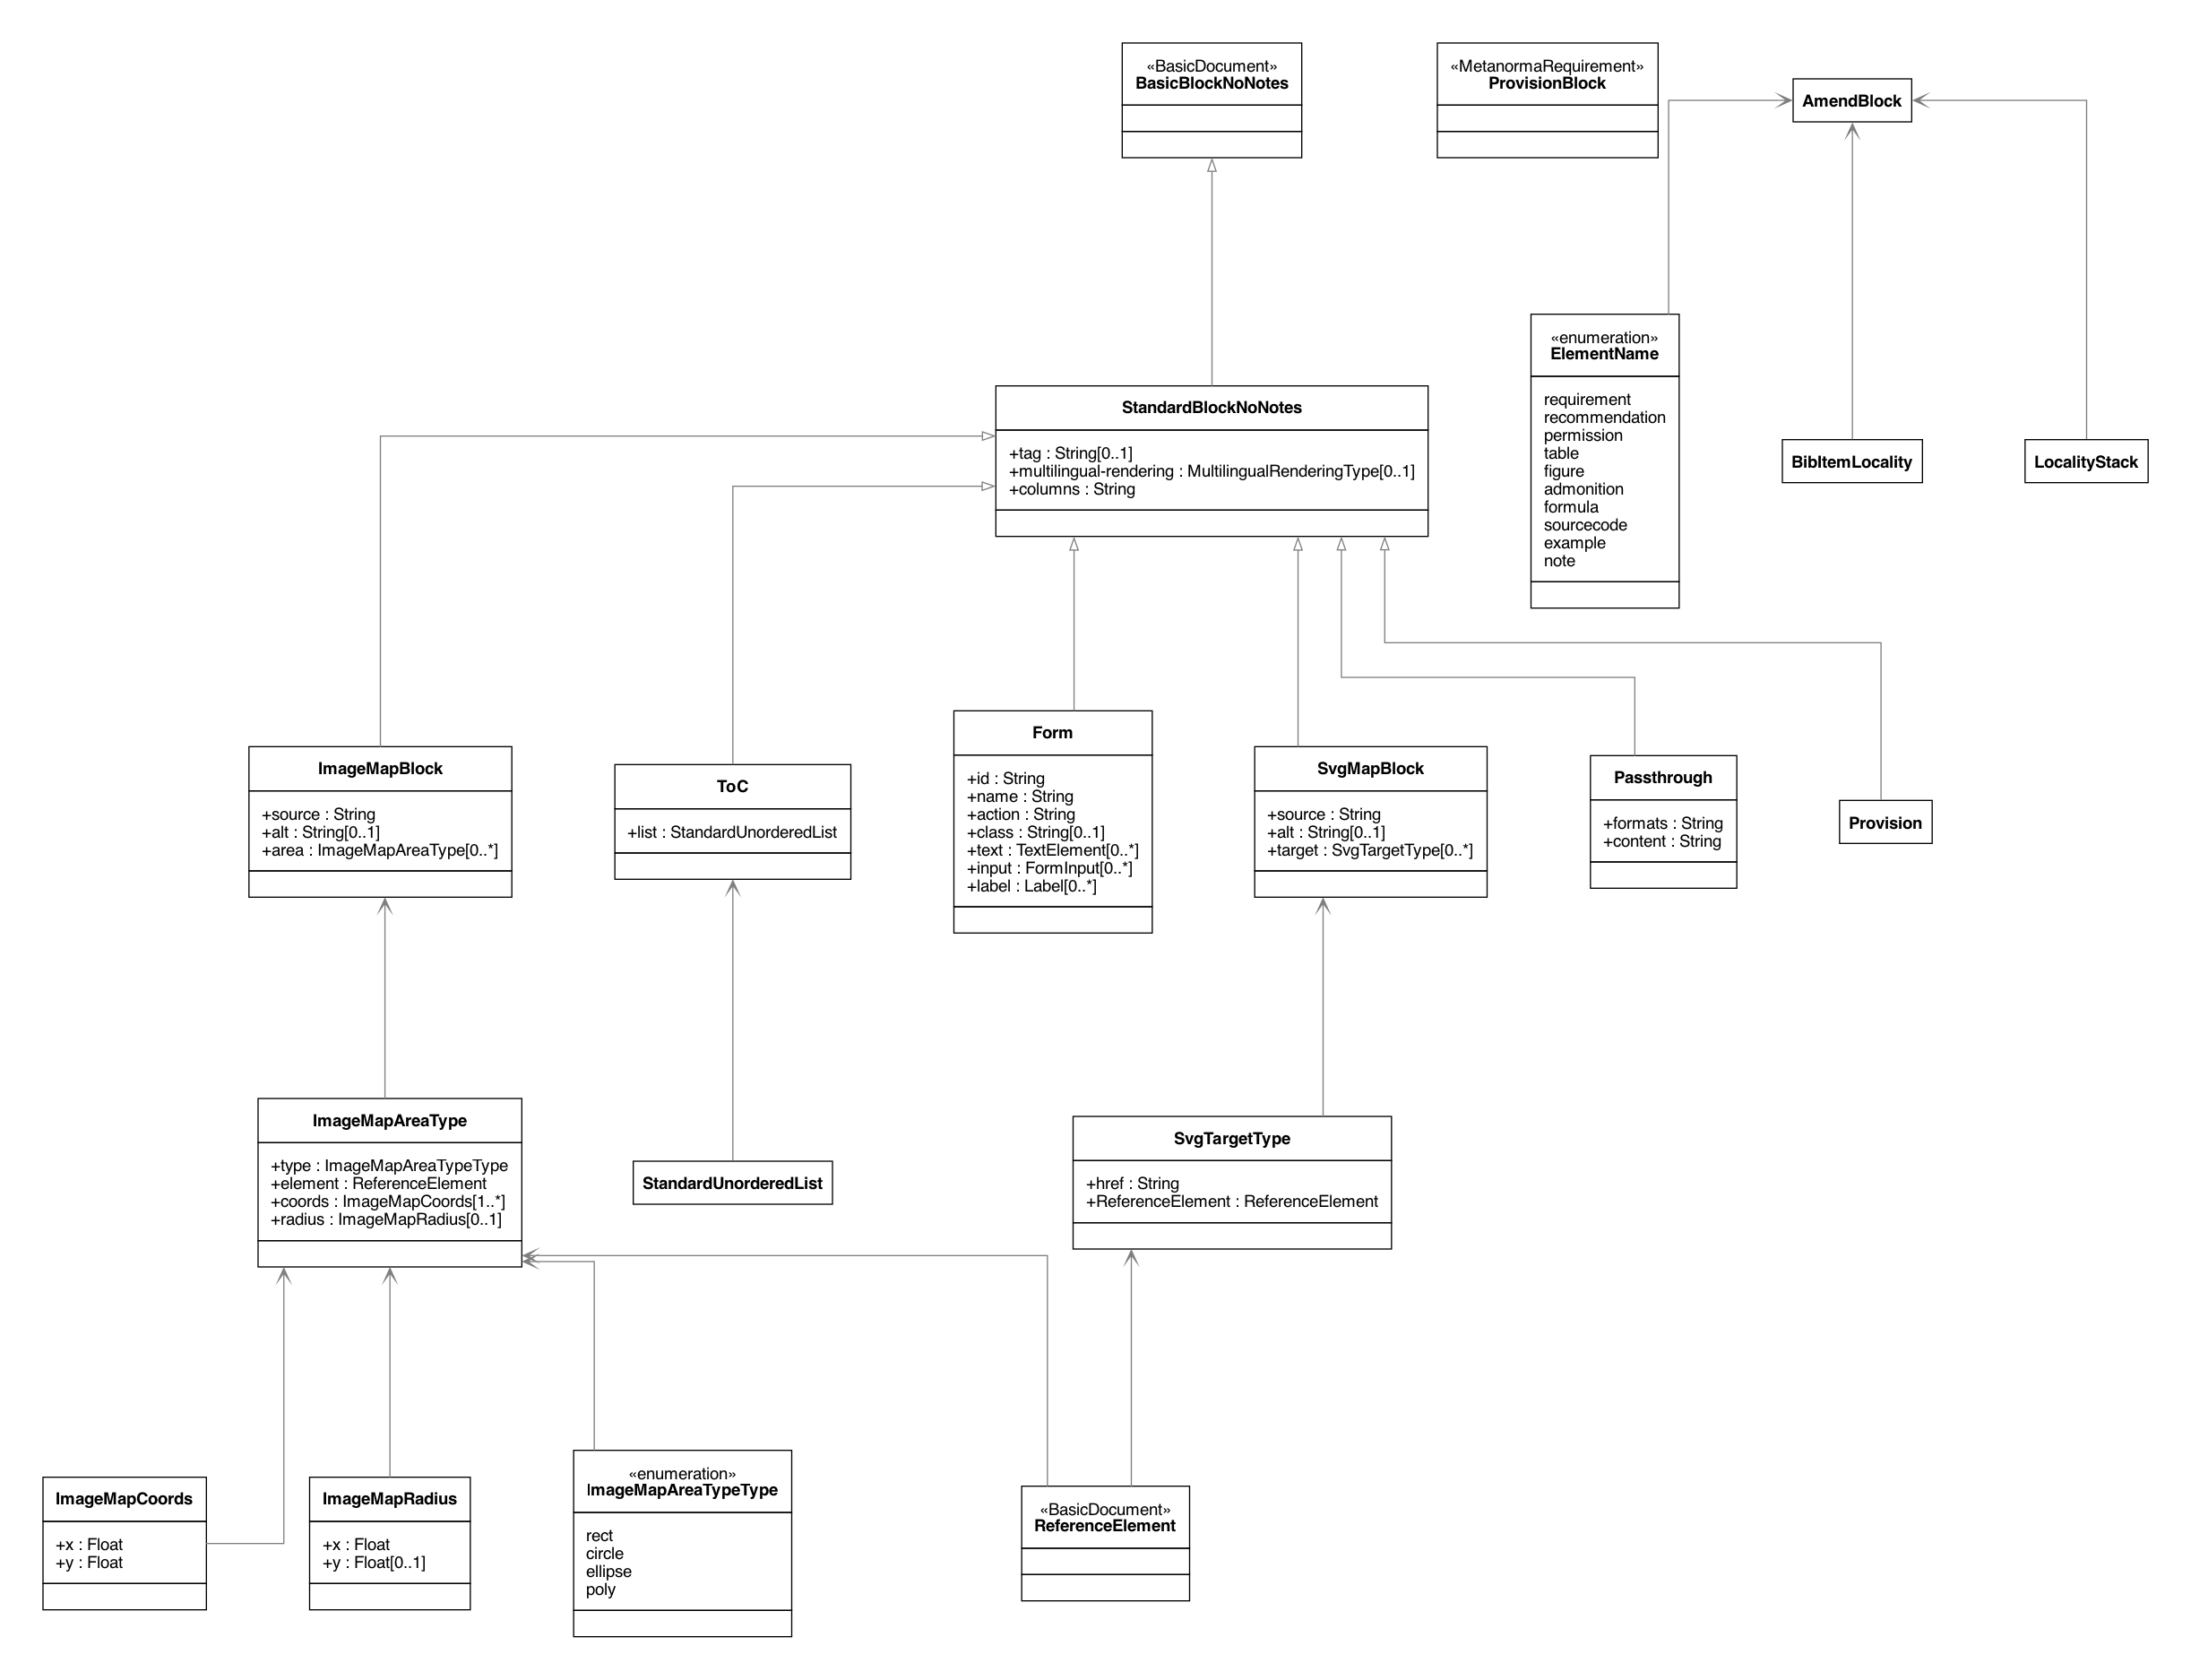 «BasicDocument»
BasicBlockNoNotes
«MetanormaRequirement»
ProvisionBlock
AmendBlock
«enumeration»
ElementName
requirement
recommendation
permission
table
figure
admonition
formula
sourcecode
example
note
BibItemLocality
LocalityStack
StandardBlockNoNotes
+tag : String[0..1]
+multilingual-rendering : MultilingualRenderingType[0..1]
+columns : String
ImageMapBlock
+source : String
+alt : String[0..1]
+area : ImageMapAreaType[0..*]
ToC
+list : StandardUnorderedList
Form
+id : String
+name : String
+action : String
+class : String[0..1]
+text : TextElement[0..*]
+input : FormInput[0..*]
+label : Label[0..*]
SvgMapBlock
+source : String
+alt : String[0..1]
+target : SvgTargetType[0..*]
Passthrough
+formats : String
+content : String
Provision
ImageMapAreaType
+type : ImageMapAreaTypeType
+element : ReferenceElement
+coords : ImageMapCoords[1..*]
+radius : ImageMapRadius[0..1]
StandardUnorderedList
SvgTargetType
+href : String
+ReferenceElement : ReferenceElement
ImageMapCoords
+x : Float
+y : Float
ImageMapRadius
+x : Float
+y : Float[0..1]
«enumeration»
ImageMapAreaTypeType
rect
circle
ellipse
poly
«BasicDocument»
ReferenceElement